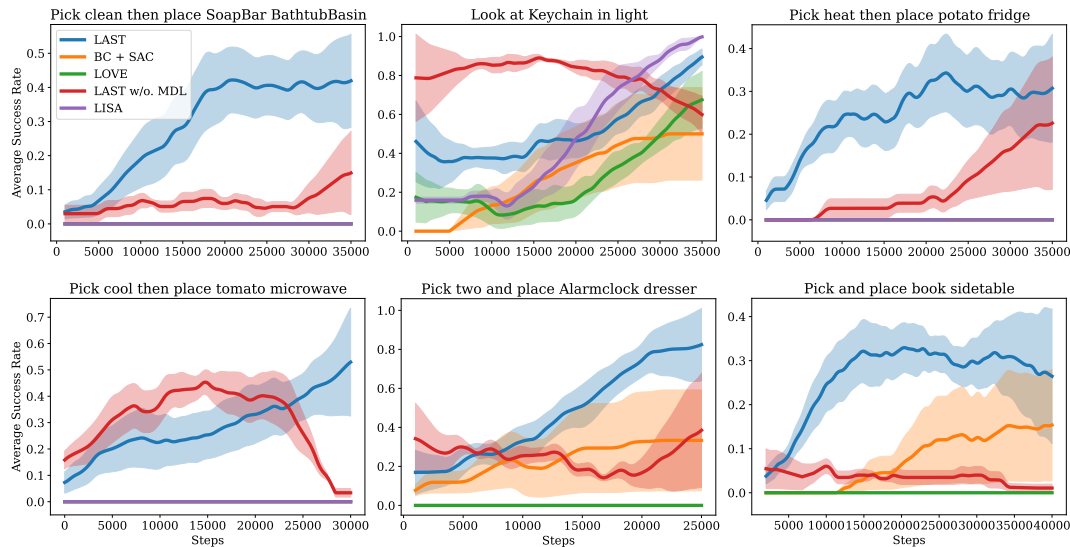 Pick clean then place SoapBar BathtubBasin
Look at Keychain in light
Pick heat then place potato fridge
Average Success Rate
0.5
0.4
0.3
0.2
0.1
0.0
LAST
BC + SAC
LOVE
LAST w/o. MDL
LISA
0 5000 10000 15000 20000 25000 30000 35000
1.0
0.8
0.6
0.4
0.2
0.0
0 5000 10000 15000 20000 25000 30000 35000
0.4
0.3
0.2
0.1
0.0
0 5000 10000 15000 20000 25000 30000 35000
Pick cool then place tomato microwave
Pick two and place Alarmclock dresser
Pick and place book sidetable
Average Success Rate
0.7
0.6
0.5
0.4
0.3
0.2
0.1
0.0
0 5000 10000 15000 20000 25000 30000
Steps
1.0
0.8
0.6
0.4
0.2
0.0
0 5000 10000 15000 20000 25000
Steps
0.4
0.3
0.2
0.1
0.0
5000 10000 15000 20000 25000 30000 35000 40000
Steps